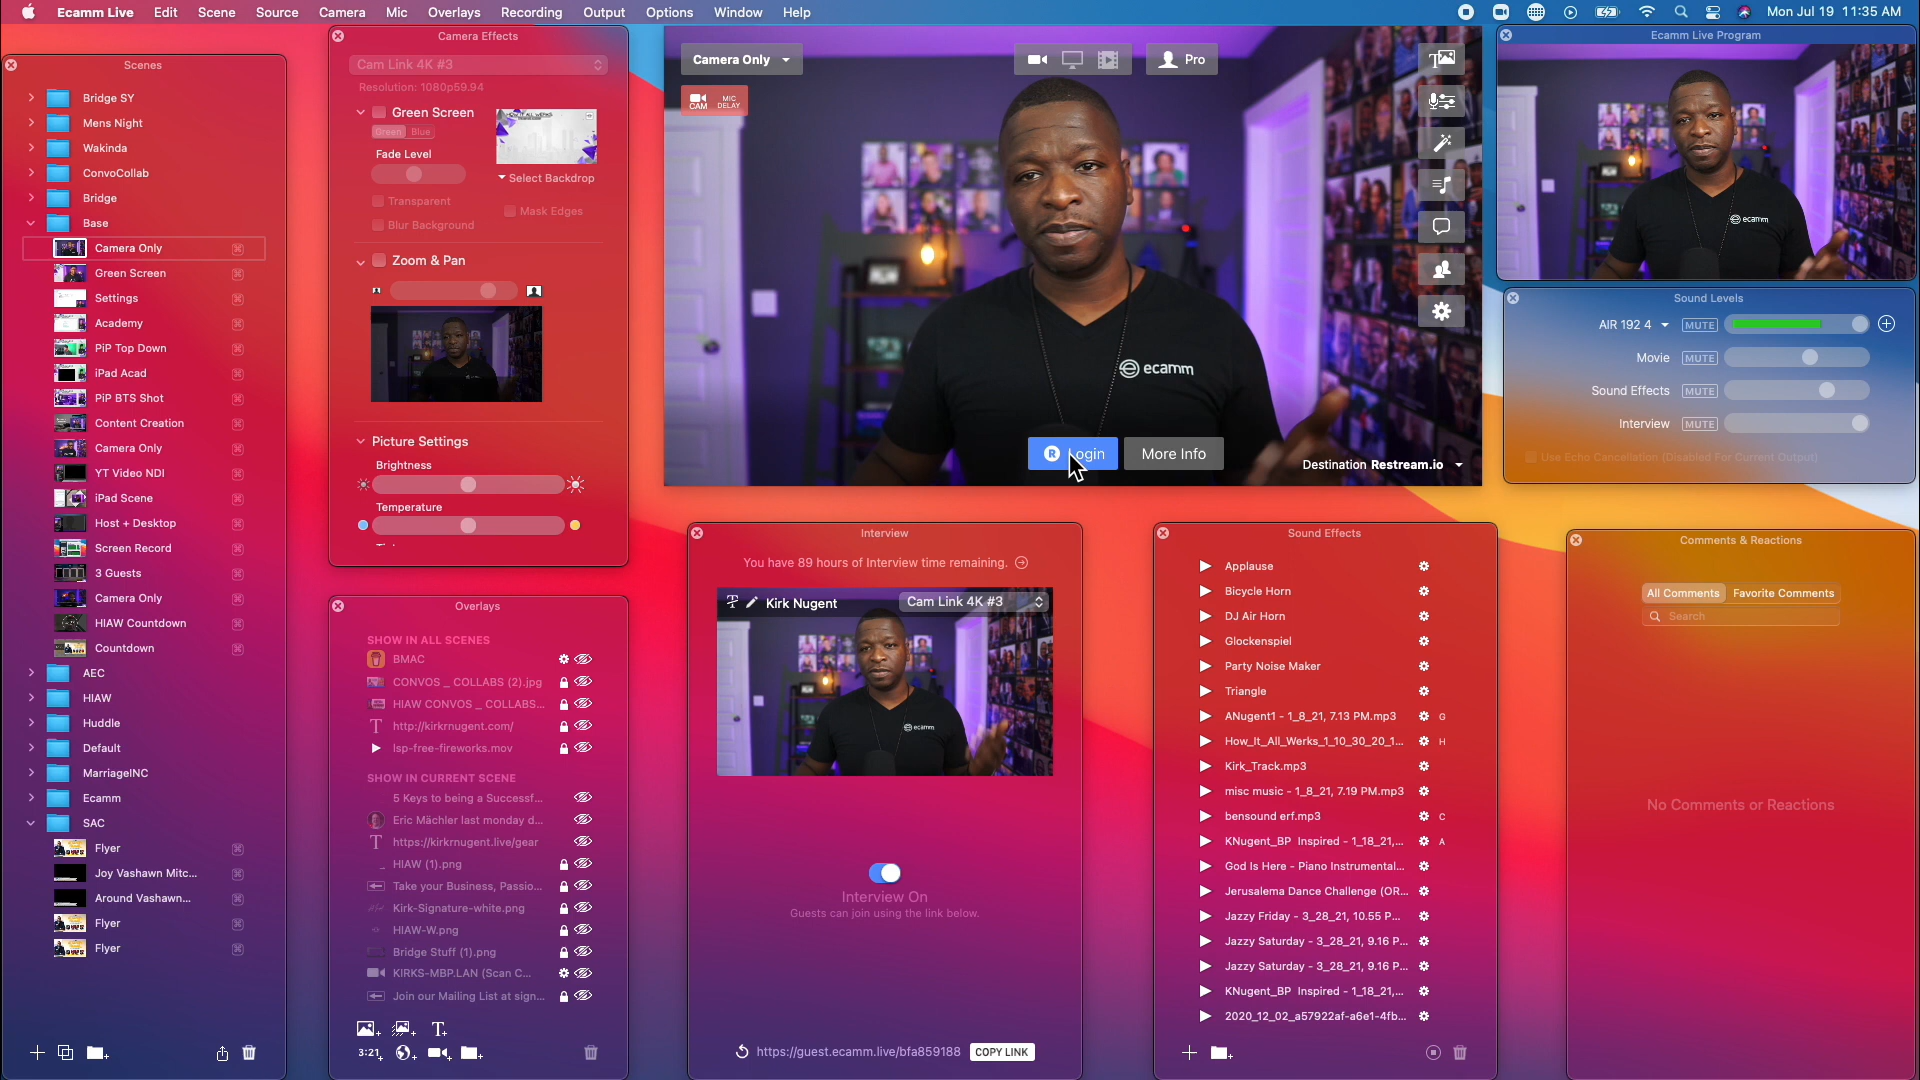 Ecamm Live Edit Scene Source Camera Mic Overlays Recording Output Options Window Help
Mon Jul 19 11:35 AM
Scenes
Bridge SY
Mens Night
Wakinda
ConvoCollab
Bridge
Base
Camera Only
Green Screen
Settings
Academy
PiP Top Down
iPad Acad
PiP BTS Shot
Content Creation
Camera Only
YT Video NDI
iPad Scene
Host + Desktop
Screen Record
3 Guests
Camera Only
HIAW Countdown
Countdown
AEC
HIAW
Huddle
Default
MarriageINC
Ecamm
SAC
Flyer
Joy Vashawn Mitc...
Around Vashawn...
Flyer
Flyer
Camera Effects
Cam Link 4K #3
Resolution: 1080p59.94
Green Screen
Green Blue
Fade Level
Select Backdrop
Transparent
Mask Edges
Blur Background
Zoom & Pan
Picture Settings
Brightness
Temperature
Overlays
SHOW IN ALL SCENES
BMAC
CONVOS _ COLLABS (2).jpg
HIAW CONVOS _ COLLABS...
http://kirkrnugent.com/
lsp-free-fireworks.mov
SHOW IN CURRENT SCENE
5 Keys to being a Successf...
Eric Mächler last monday d...
https://kirkrnugent.live/gear
HIAW (1).png
Take your Business, Passio...
Kirk-Signature-white.png
HIAW-W.png
Bridge Stuff (1).png
KIRKS-MBP.LAN (Scan C...
Join our Mailing List at sign...
3:21
Camera Only
Pro
CAM
MIC DELAY
ecamm
Login
More Info
Destination Restream.io
Interview
You have 89 hours of Interview time remaining.
Kirk Nugent
Cam Link 4K #3
ecamm
Interview On
Guests can join using the link below.
https://guest.ecamm.live/bfa859188
COPY LINK
Sound Effects
Applause
Bicycle Horn
DJ Air Horn
Glockenspiel
Party Noise Maker
Triangle
ANugent1 - 1_8_21, 7.13 PM.mp3 G
How_It_All_Werks_1_10_30_20_1... H
Kirk_Track.mp3
misc music - 1_8_21, 7.19 PM.mp3
bensound erf.mp3 C
KNugent_BP Inspired - 1_18_21,... A
God Is Here - Piano Instrumental...
Jerusalema Dance Challenge (OR...
Jazzy Friday - 3_28_21, 10.55 P...
Jazzy Saturday - 3_28_21, 9.16 P...
Jazzy Saturday - 3_28_21, 9.16 P...
KNugent_BP Inspired - 1_18_21,...
2020_12_02_a57922af-a6e1-4fb...
Ecamm Live Program
ecamm
Sound Levels
AIR 192 4 MUTE
Movie MUTE
Sound Effects MUTE
Interview MUTE
Use Echo Cancellation (Disabled For Current Output)
Comments & Reactions
All Comments Favorite Comments
Search
No Comments or Reactions